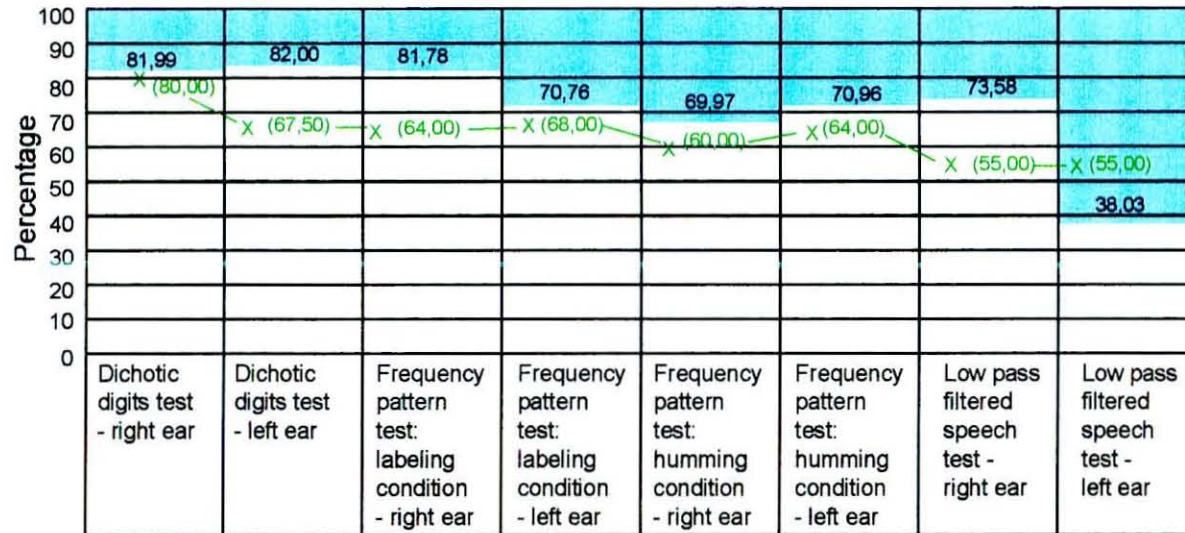 100
90
80
70
60
50
40
30
20
10
0
Percentage
81,99
82,00
81,78
70,76
69,97
70,96
73,58
38,03
X (80,00)
X (67,50)
X (64,00)
X (68,00)
X (60,00)
X (64,00)
X (55,00)
X (55,00)
Dichotic
digits test
- right ear
Dichotic
digits test
- left ear
Frequency
pattern
test:
labeling
condition
- right ear
Frequency
pattern
test:
labeling
condition
- left ear
Frequency
pattern
test:
humming
condition
- right ear
Frequency
pattern
test:
humming
condition
- left ear
Low pass
filtered
speech
test -
right ear
Low pass
filtered
speech
test -
left ear